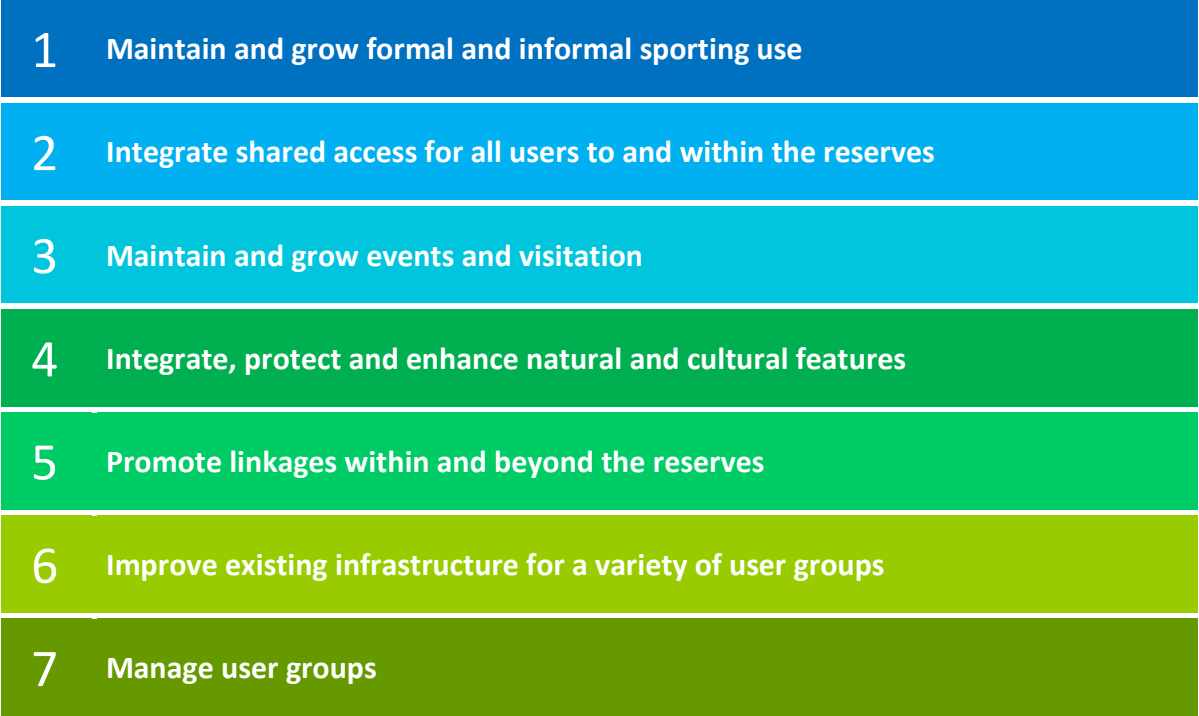 1 Maintain and grow formal and informal sporting use
2 Integrate shared access for all users to and within the reserves
3 Maintain and grow events and visitation
4 Integrate, protect and enhance natural and cultural features
5 Promote linkages within and beyond the reserves
6 Improve existing infrastructure for a variety of user groups
7 Manage user groups